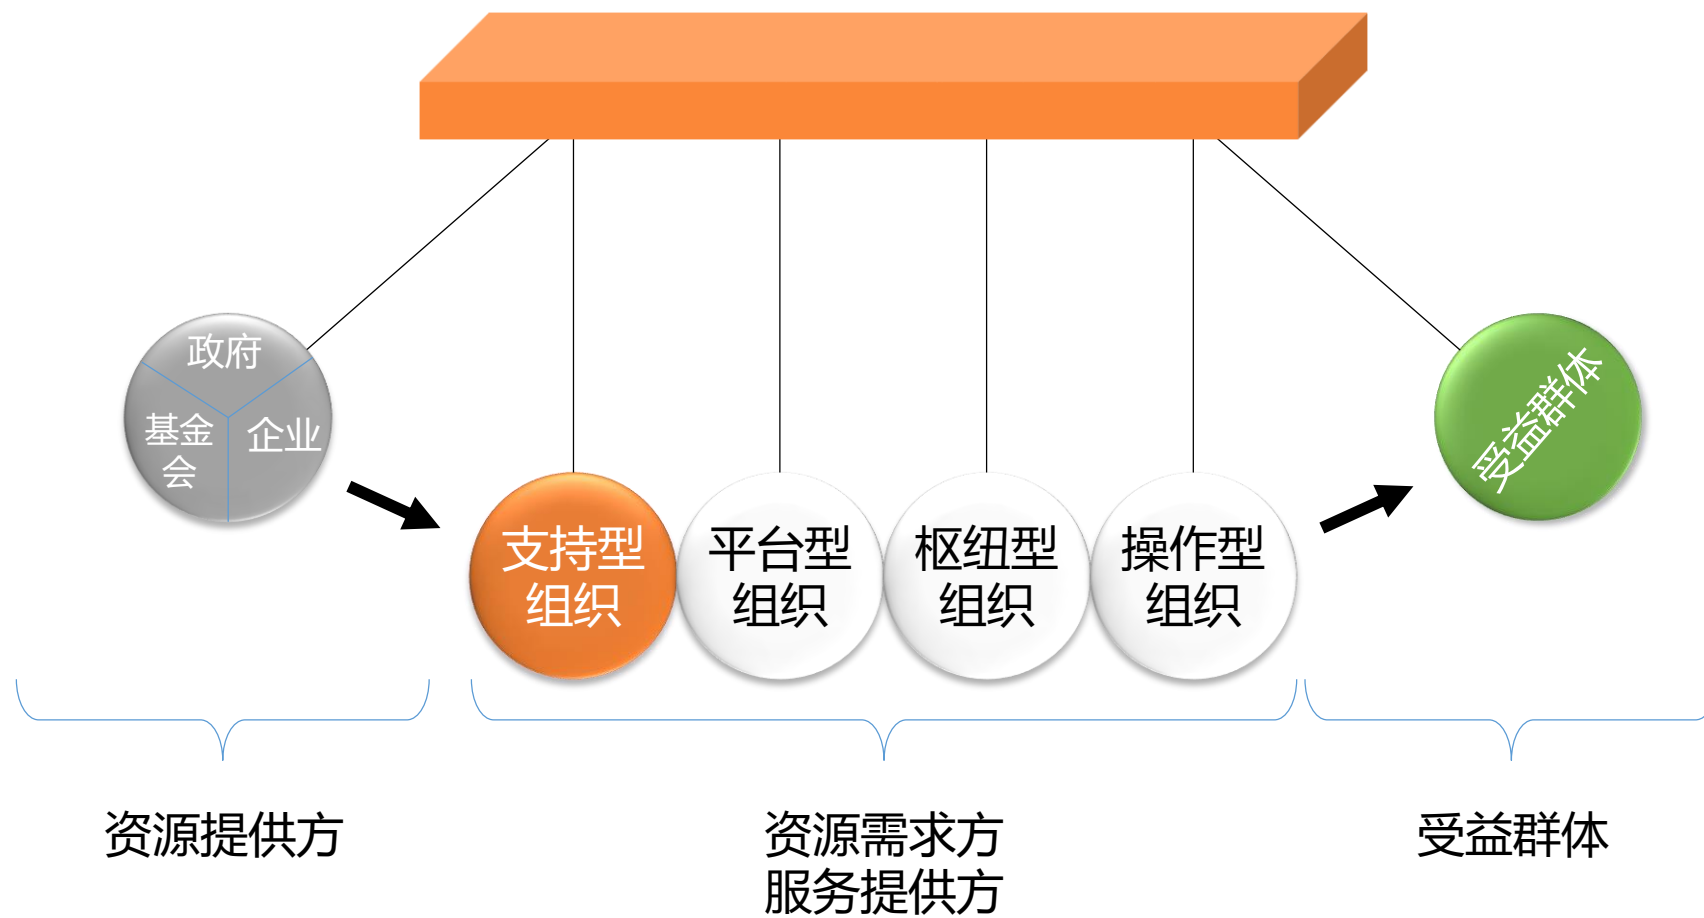 政府
基金
会
企业
支持型
组织
平台型
组织
枢纽型
组织
操作型
组织
受益群体
资源提供方
资源需求方
服务提供方
受益群体